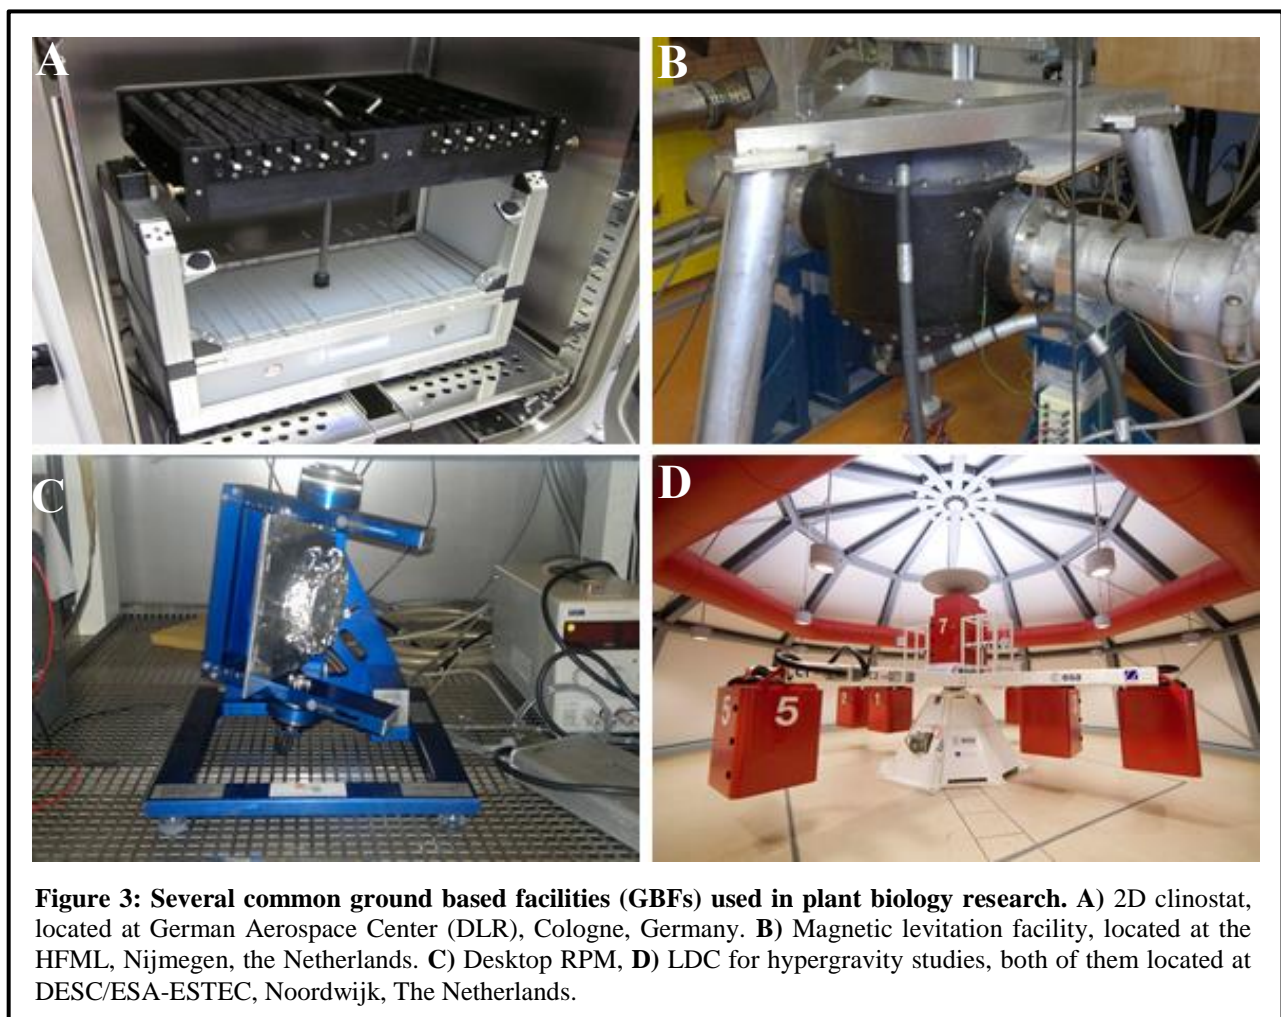 A
B
C
D
7
esa
5
5
Figure 3: Several common ground based facilities (GBFs) used in plant biology research. A) 2D clinostat,
located at German Aerospace Center (DLR), Cologne, Germany. B) Magnetic levitation facility, located at the
HFML, Nijmegen, the Netherlands. C) Desktop RPM, D) LDC for hypergravity studies, both of them located at
DESC/ESA-ESTEC, Noordwijk, The Netherlands.